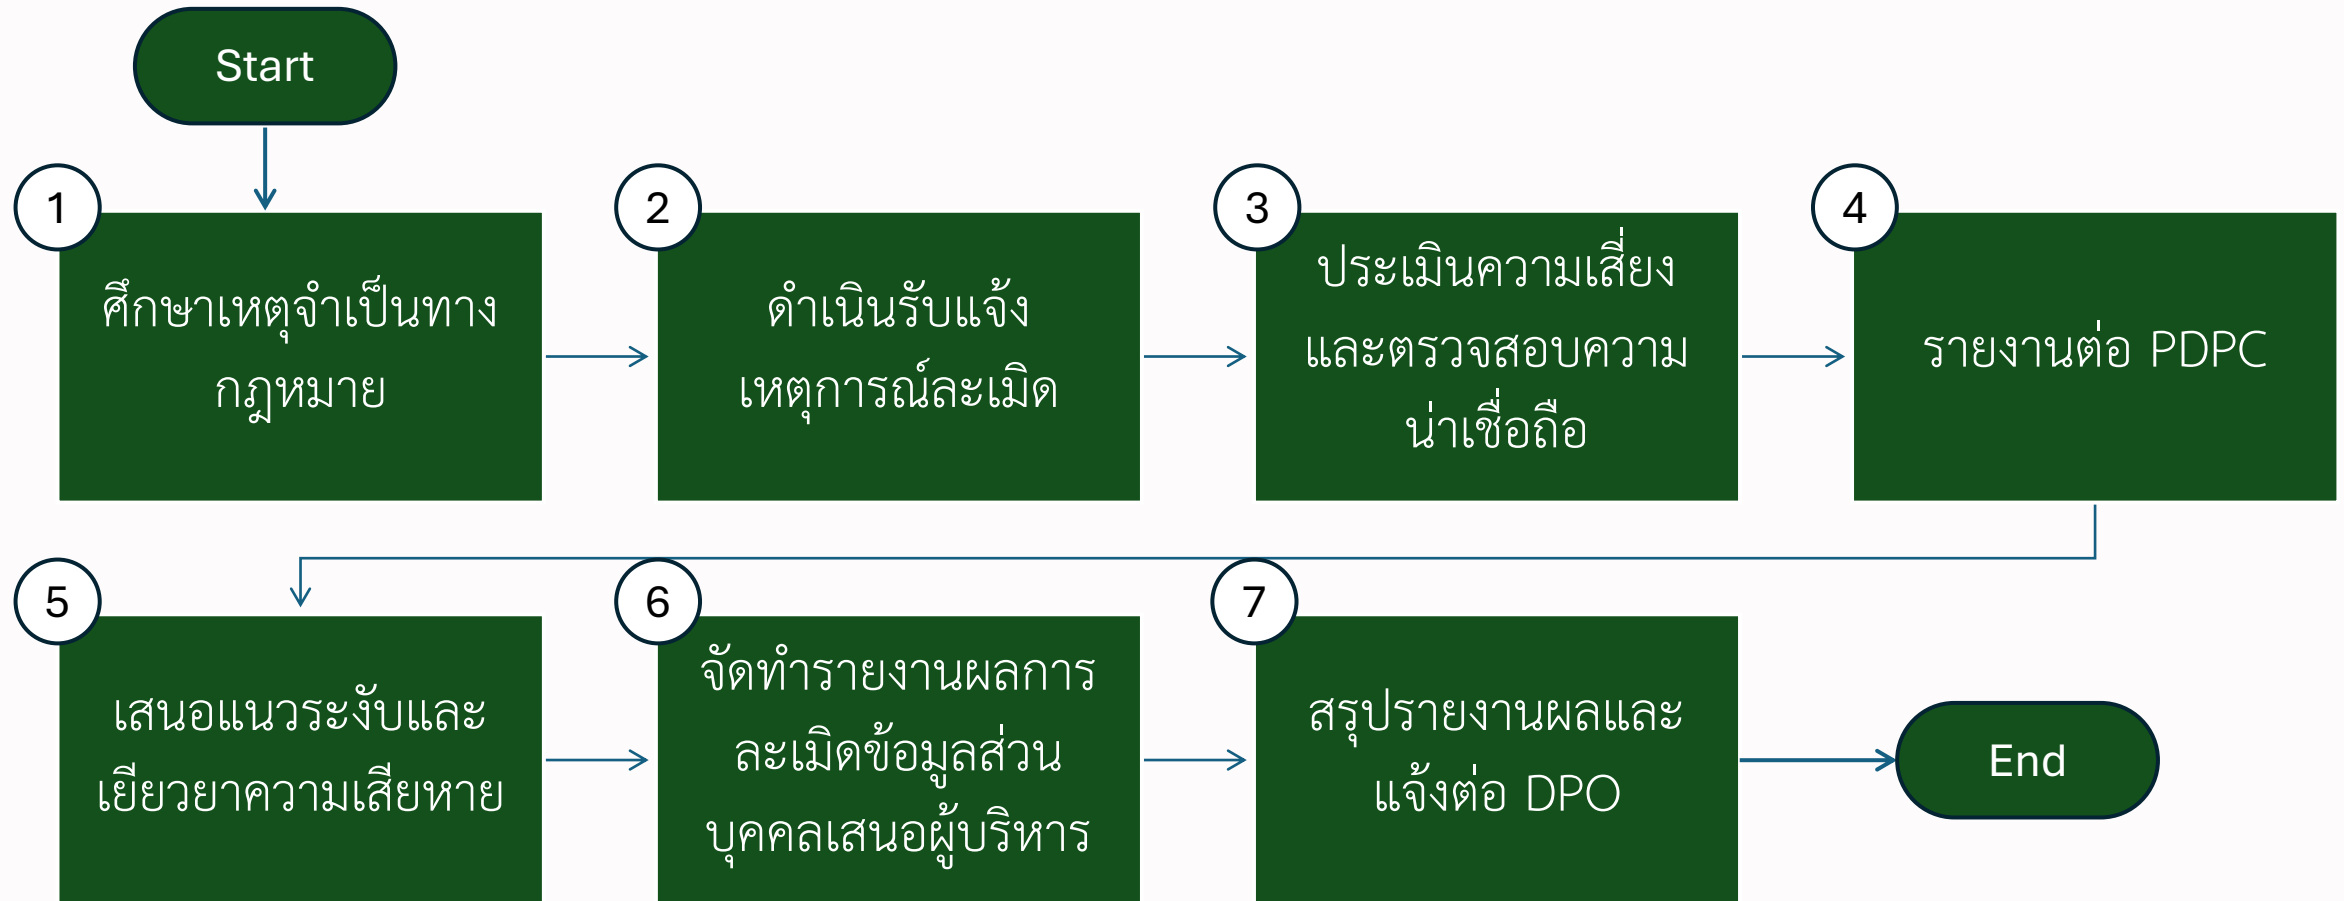 Start
1
ศึกษาเหตุจำเป็นทาง
กฎหมาย
2
ดำเนินรับแจ้ง
เหตุการณ์ละเมิด
3
ประเมินความเสี่ยง
และตรวจสอบความ
น่าเชื่อถือ
4
รายงานต่อ PDPC
5
เสนอแนวระงับและ
เยียวยาความเสียหาย
6
จัดทำรายงานผลการ
ละเมิดข้อมูลส่วน
บุคคลเสนอผู้บริหาร
7
สรุปรายงานผลและ
แจ้งต่อ DPO
End